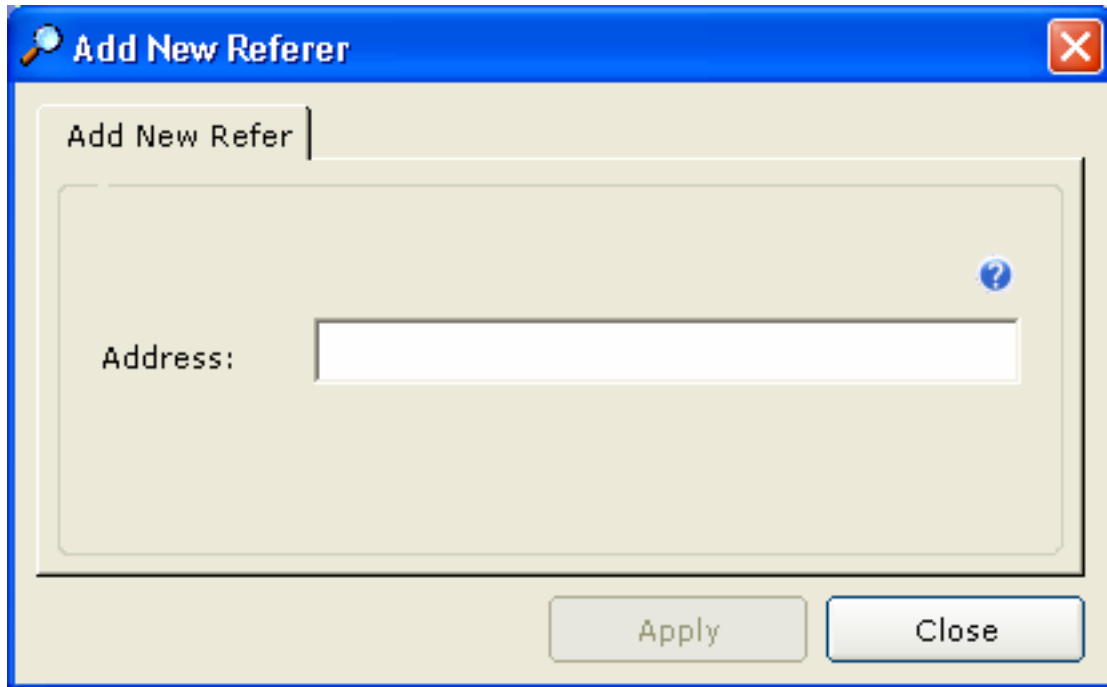 Add New Referer
Add New Refer
Address:
Apply
Close